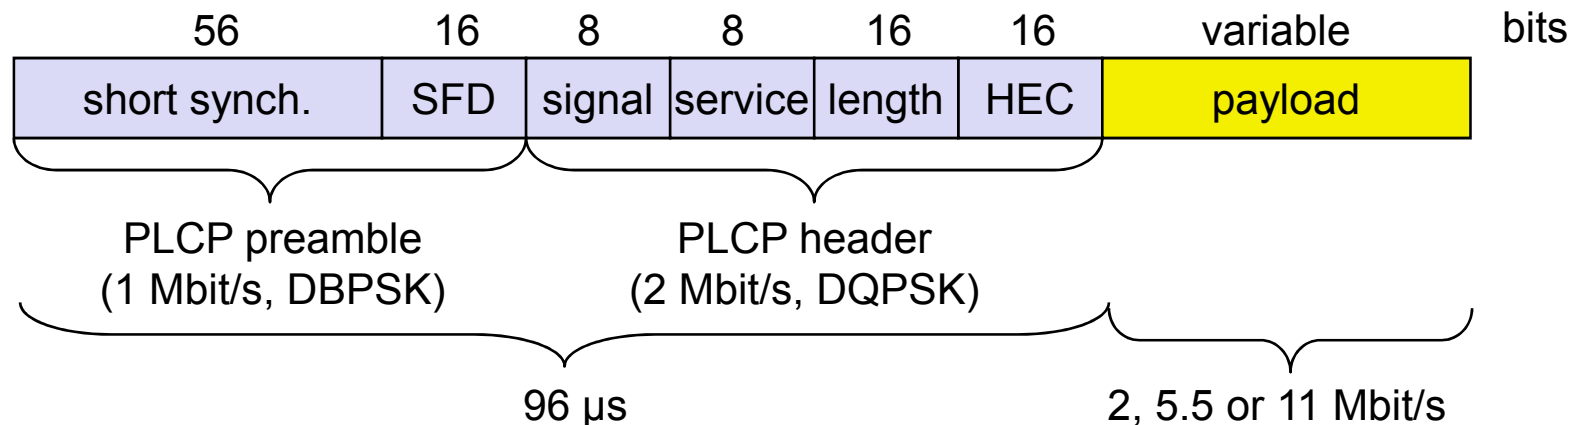 56 16 8 8 16 16 variable bits
short synch. SFD signal service length HEC payload
PLCP preamble PLCP header
(1 Mbit/s, DBPSK) (2 Mbit/s, DQPSK)
96 µs 2, 5.5 or 11 Mbit/s